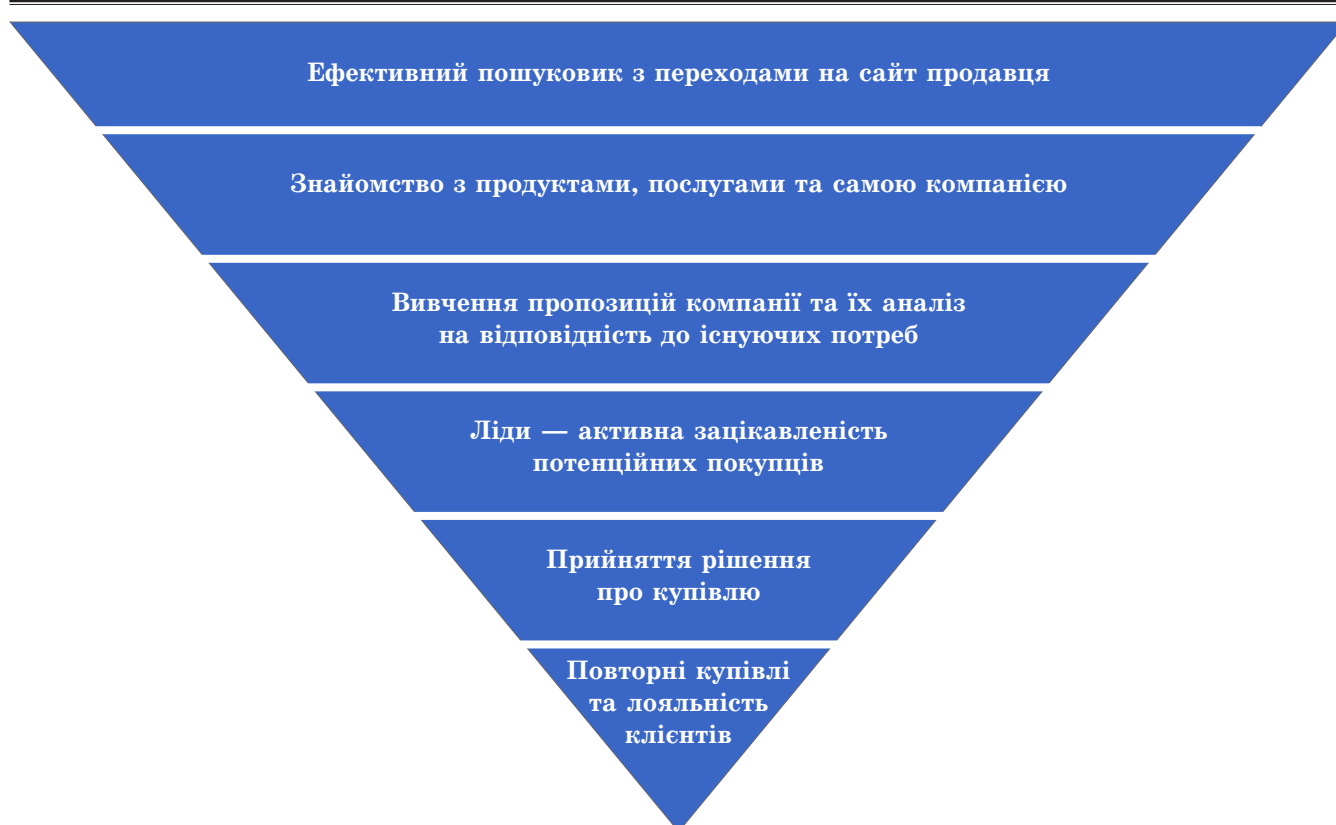 Ефективний пошуковик з переходами на сайт продавця
Знайомство з продуктами, послугами та самою компанією
Вивчення пропозицій компанії та їх аналіз
на відповідність до існуючих потреб
Ліди — активна зацікавленість
потенційних покупців
Прийняття рішення
про купівлю
Повторні купівлі
та лояльність
клієнтів